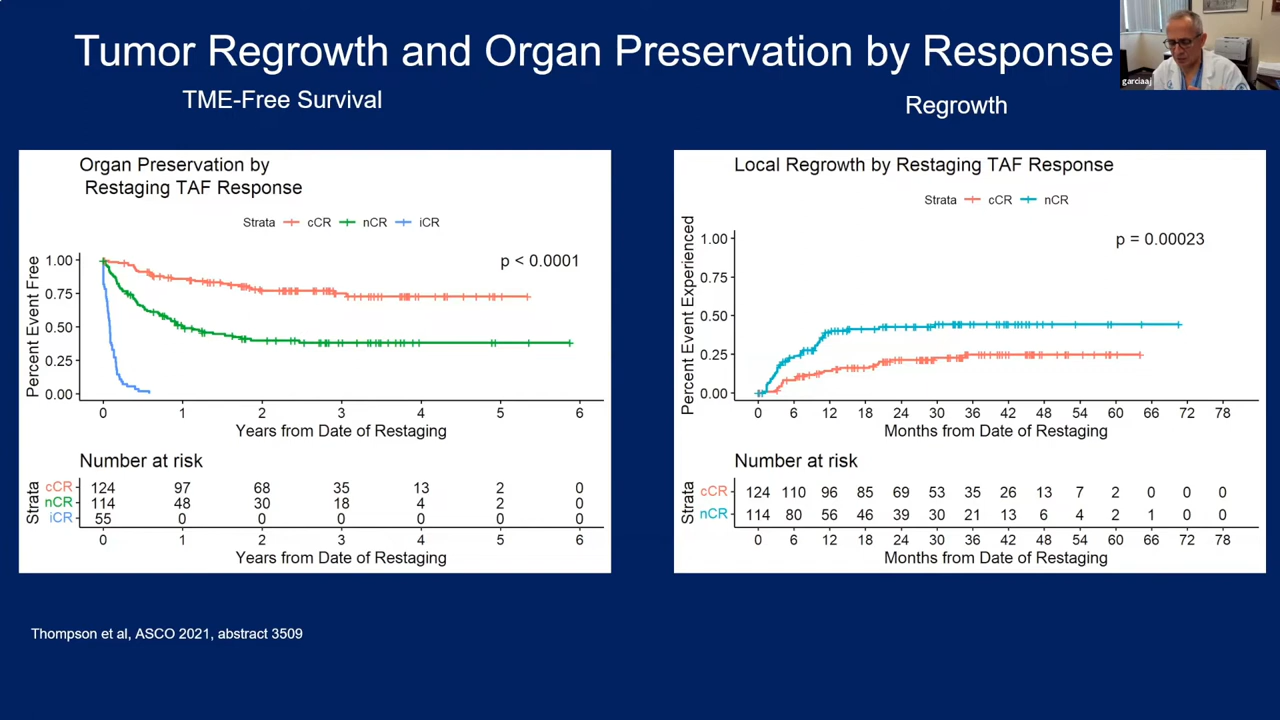 Tumor Regrowth and Organ Preservation by Response
garciaaj
TME-Free Survival
Regrowth
Organ Preservation by
Restaging TAF Response
Strata cCR nCR iCR
p < 0.0001
Percent Event Free
1.00
0.75
0.50
0.25
0.00
0 1 2 3 4 5 6
Years from Date of Restaging
Number at risk
Strata
cCR 124 97 68 35 13 2 0
nCR 114 48 30 18 4 2 0
iCR 55 0 0 0 0 0 0
0 1 2 3 4 5 6
Years from Date of Restaging
Local Regrowth by Restaging TAF Response
Strata cCR nCR
p = 0.00023
Percent Event Experienced
1.00
0.75
0.50
0.25
0.00
0 6 12 18 24 30 36 42 48 54 60 66 72 78
Months from Date of Restaging
Number at risk
Strata
cCR 124 110 96 85 69 53 35 26 13 7 2 0 0 0
nCR 114 80 56 46 39 30 21 13 6 4 2 1 0 0
0 6 12 18 24 30 36 42 48 54 60 66 72 78
Months from Date of Restaging
Thompson et al, ASCO 2021, abstract 3509